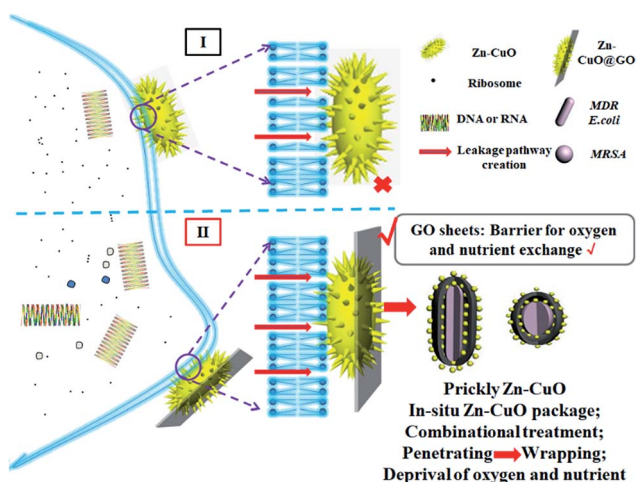 I
Zn-CuO
Zn-
CuO@GO
Ribosome
DNA or RNA
MDR
E.coli
Leakage pathway
creation
MRSA
II
GO sheets: Barrier for oxygen
and nutrient exchange √
Prickly Zn-CuO
In-situ Zn-CuO package;
Combinational treatment;
Penetrating Wrapping;
Deprival of oxygen and nutrient